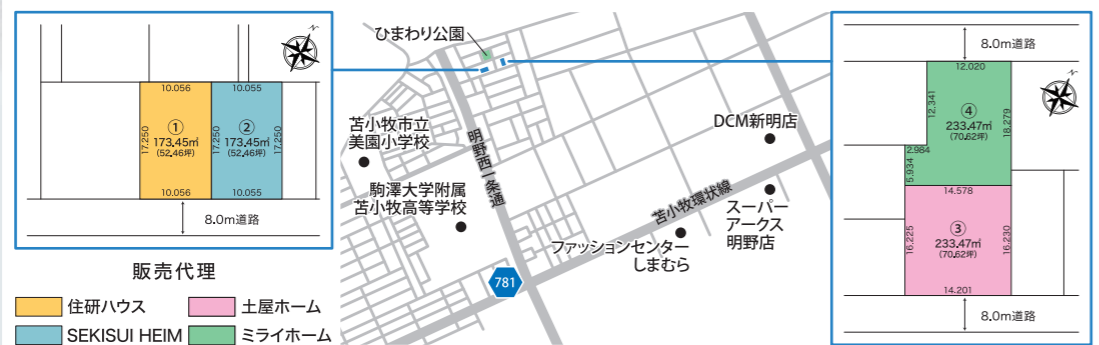 N
10.056
10.055
17.250
①
173.45㎡
(52.46坪)
17.250
②
173.45㎡
(52.46坪)
17.250
10.056
10.055
8.0m道路
販売代理
住研ハウス
土屋ホーム
SEKISUI HEIM
ミライホーム
ひまわり公園
苫小牧市立
美園小学校
駒澤大学附属
苫小牧高等学校
明野西一条通
DCM新明店
苫小牧環状線
スーパー
アークス
明野店
ファッションセンター
しまむら
781
8.0m道路
N
12.020
12.341
④
233.47㎡
(70.62坪)
18.279
2.984
5.934
14.578
16.225
③
233.47㎡
(70.62坪)
16.230
14.201
8.0m道路